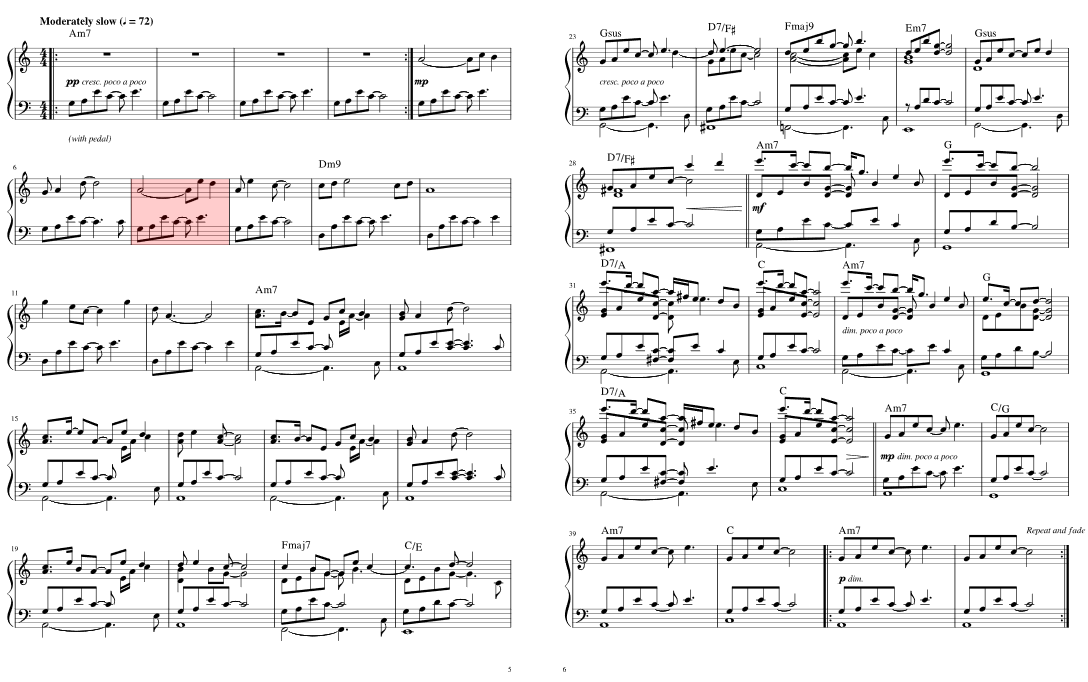 Moderately slow (♩ = 72)
Am7
pp cresc. poco a poco
mp
(with pedal)
6
Dm9
11
Am7
15
19
Fmaj7
C/E
5
23
Gsus
D7/F♯
Fmaj9
Em7
Gsus
cresc. poco a poco
28
D7/F♯
Am7
G
mf
31
D7/A
C
Am7
G
dim. poco a poco
35
D7/A
C
Am7
C/G
mp dim. poco a poco
39
Am7
C
Am7
Repeat and fade
p dim.
6